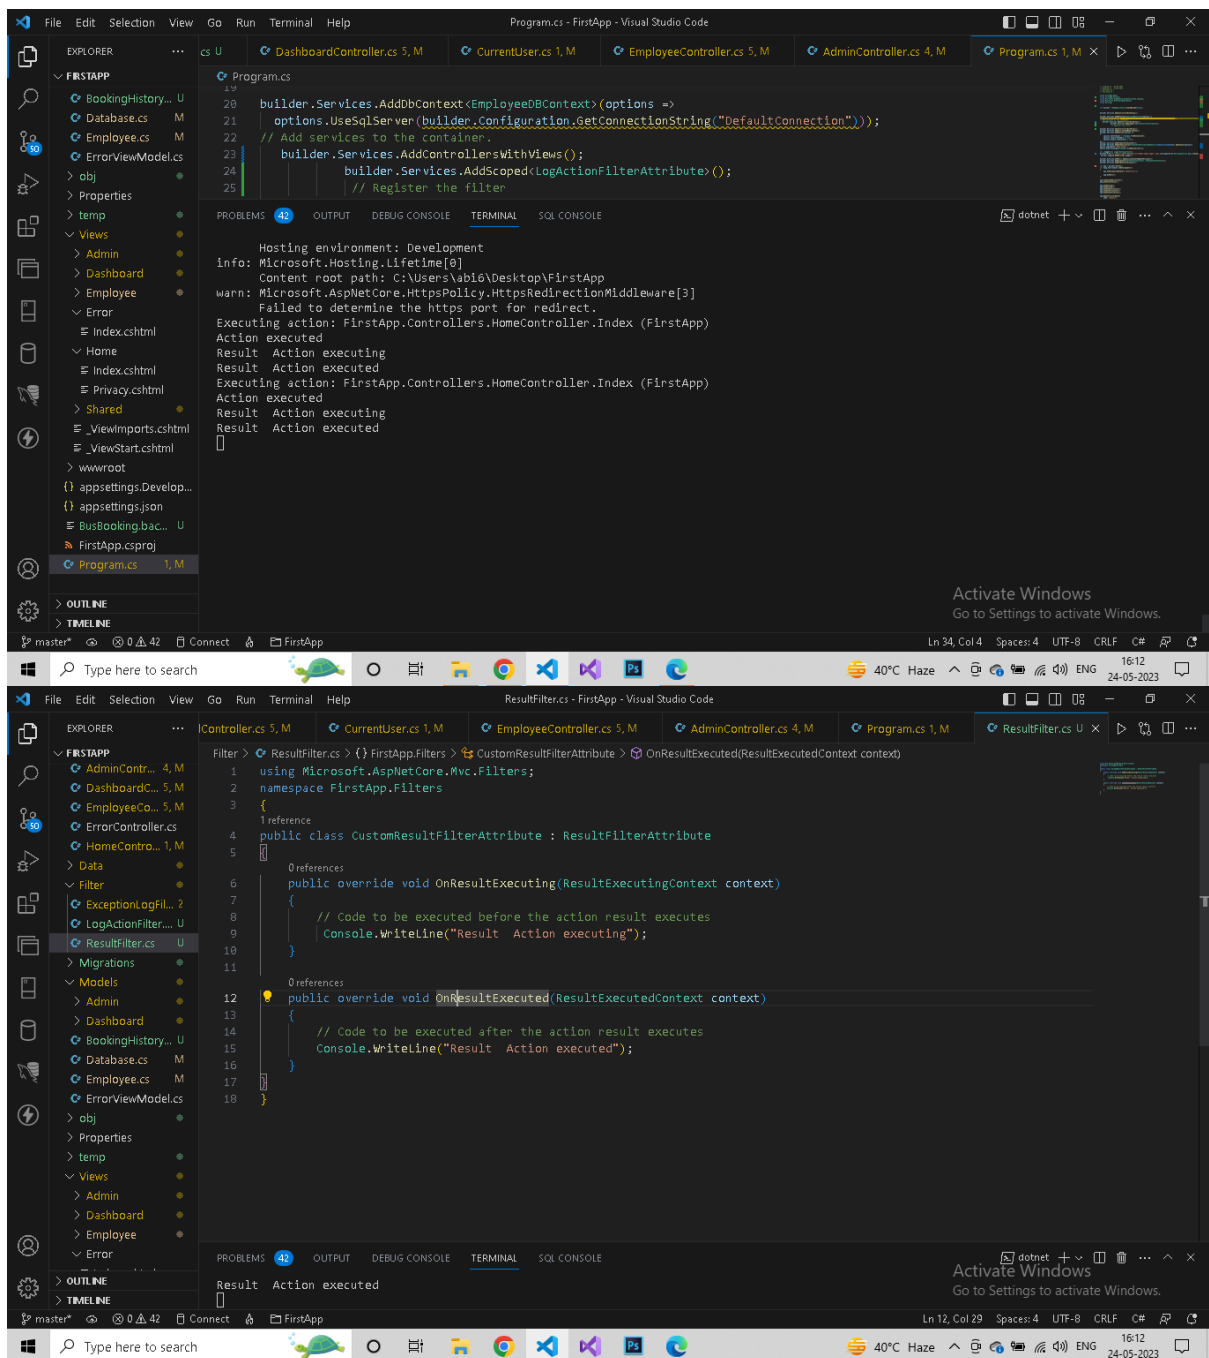 File Edit Selection View Go Run Terminal Help Program.cs - FirstApp - Visual Studio Code
EXPLORER ··· cs U DashboardController.cs 5, M CurrentUser.cs 1, M EmployeeController.cs 5, M AdminController.cs 4, M Program.cs 1, M
FIRSTAPP
BookingHistory... U
Database.cs M
Employee.cs M
ErrorViewModel.cs
obj
Properties
temp
Views
Admin
Dashboard
Employee
Error
Index.cshtml
Home
Index.cshtml
Privacy.cshtml
Shared
_ViewImports.cshtml
_ViewStart.cshtml
wwwroot
{} appsettings.Develop...
{} appsettings.json
BusBooking.bac... U
FirstApp.csproj
Program.cs 1, M
OUTLINE
TIMELINE
Program.cs
19
20 builder.Services.AddDbContext<EmployeeDBContext>(options =>
21 options.UseSqlServer(builder.Configuration.GetConnectionString("DefaultConnection")));
22 // Add services to the container.
23 builder.Services.AddControllersWithViews();
24 builder.Services.AddScoped<LogActionFilterAttribute>();
25 // Register the filter
PROBLEMS 42 OUTPUT DEBUG CONSOLE TERMINAL SQL CONSOLE dotnet
Hosting environment: Development
info: Microsoft.Hosting.Lifetime[0]
Content root path: C:\Users\abi6\Desktop\FirstApp
warn: Microsoft.AspNetCore.HttpsPolicy.HttpsRedirectionMiddleware[3]
Failed to determine the https port for redirect.
Executing action: FirstApp.Controllers.HomeController.Index (FirstApp)
Action executed
Result  Action executing
Result  Action executed
Executing action: FirstApp.Controllers.HomeController.Index (FirstApp)
Action executed
Result  Action executing
Result  Action executed
Activate Windows
Go to Settings to activate Windows.
master* 0 42 Connect FirstApp Ln 34, Col 4 Spaces: 4 UTF-8 CRLF C#
50
Type here to search Ps 40°C Haze ENG 16:12
24-05-2023
File Edit Selection View Go Run Terminal Help ResultFilter.cs - FirstApp - Visual Studio Code
EXPLORER ··· lController.cs 5, M CurrentUser.cs 1, M EmployeeController.cs 5, M AdminController.cs 4, M Program.cs 1, M ResultFilter.cs U
FIRSTAPP
AdminContr... 4, M
DashboardC... 5, M
EmployeeCo... 5, M
ErrorController.cs
HomeContro... 1, M
Data
Filter
ExceptionLogFil... 2
LogActionFilter.... U
ResultFilter.cs U
Migrations
Models
Admin
Dashboard
BookingHistory... U
Database.cs M
Employee.cs M
ErrorViewModel.cs
obj
Properties
temp
Views
Admin
Dashboard
Employee
Error
OUTLINE
TIMELINE
Filter > ResultFilter.cs > {} FirstApp.Filters > CustomResultFilterAttribute > OnResultExecuted(ResultExecutedContext context)
1 using Microsoft.AspNetCore.Mvc.Filters;
2 namespace FirstApp.Filters
3 {
1 reference
4 public class CustomResultFilterAttribute : ResultFilterAttribute
5 {
0 references
6 public override void OnResultExecuting(ResultExecutingContext context)
7 {
8 // Code to be executed before the action result executes
9 Console.WriteLine("Result  Action executing");
10 }
11
0 references
12 public override void OnResultExecuted(ResultExecutedContext context)
13 {
14 // Code to be executed after the action result executes
15 Console.WriteLine("Result  Action executed");
16 }
17 }
18 }
PROBLEMS 42 OUTPUT DEBUG CONSOLE TERMINAL SQL CONSOLE dotnet
Result  Action executed
Activate Windows
Go to Settings to activate Windows.
master* 0 42 Connect FirstApp Ln 12, Col 29 Spaces: 4 UTF-8 CRLF C#
50
Type here to search Ps 40°C Haze ENG 16:12
24-05-2023